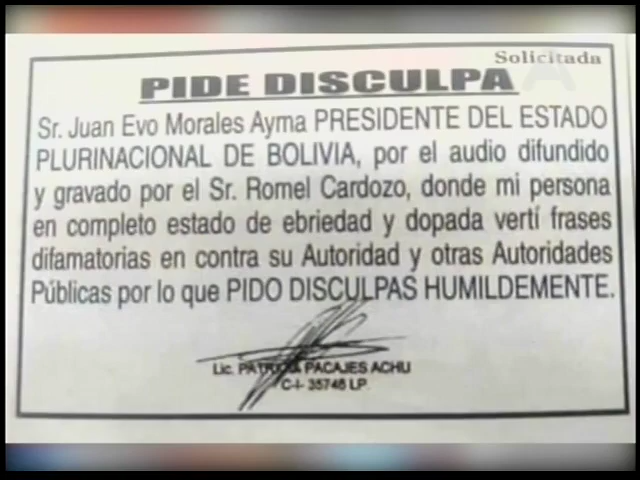 Solicitada
PIDE DISCULPA
Sr. Juan Evo Morales Ayma PRESIDENTE DEL ESTADO
PLURINACIONAL DE BOLIVIA, por el audio difundido
y gravado por el Sr. Romel Cardozo, donde mi persona
en completo estado de ebriedad y dopada vertí frases
difamatorias en contra su Autoridad y otras Autoridades
Públicas por lo que PIDO DISCULPAS HUMILDEMENTE.
Lic. PACAJES ACHU
C-I- 35746 LP.